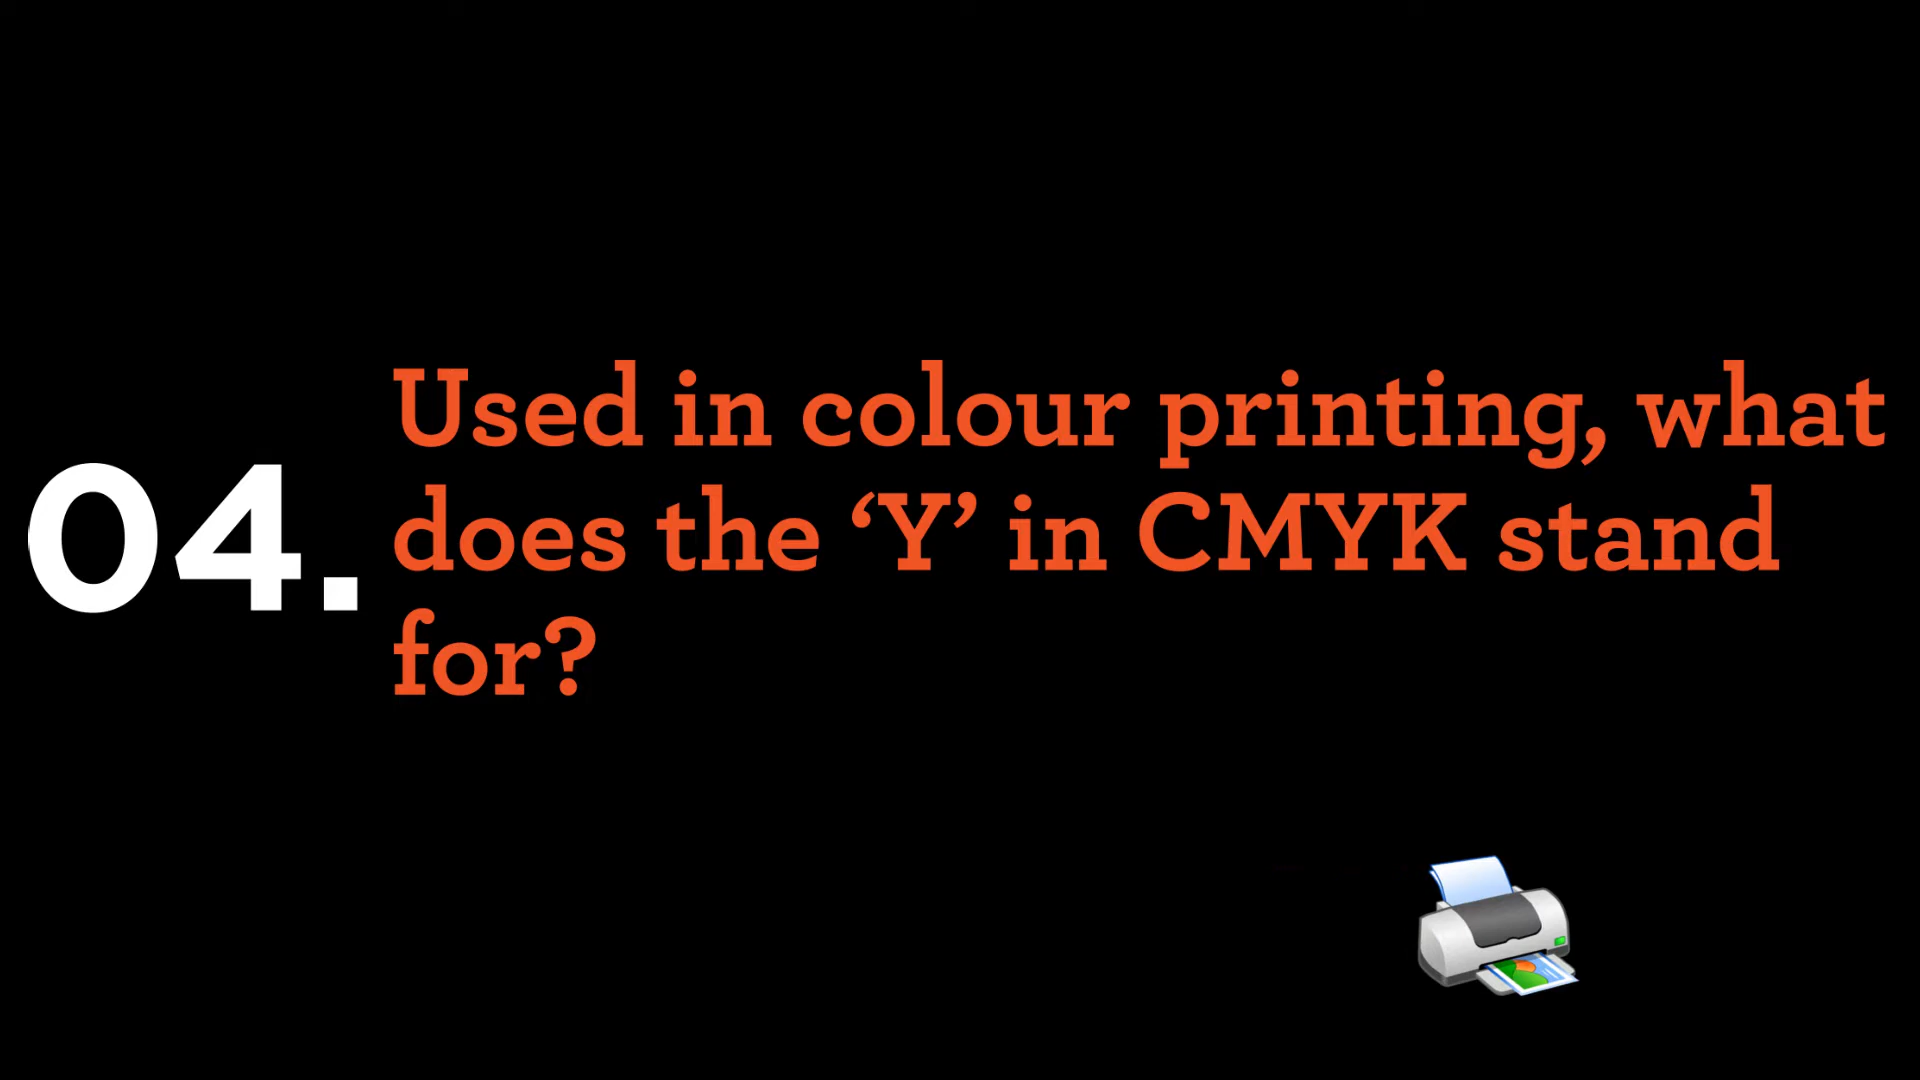 04.
Used in colour printing, what
does the ‘Y’ in CMYK stand
for?